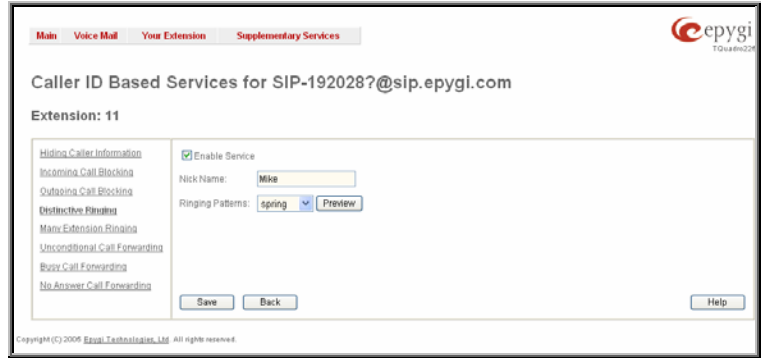 Main Voice Mail Your Extension Supplementary Services
epygi
TQuadro22f
Caller ID Based Services for SIP-192028?@sip.epygi.com
Extension: 11
Hiding Caller Information
Incoming Call Blocking
Outgoing Call Blocking
Distinctive Ringing
Many Extension Ringing
Unconditional Call Forwarding
Busy Call Forwarding
No Answer Call Forwarding
Enable Service
Nick Name: Mike
Ringing Patterns: spring Preview
Save Back Help
Copyright (C) 2006 Epygi Technologies, Ltd. All rights reserved.